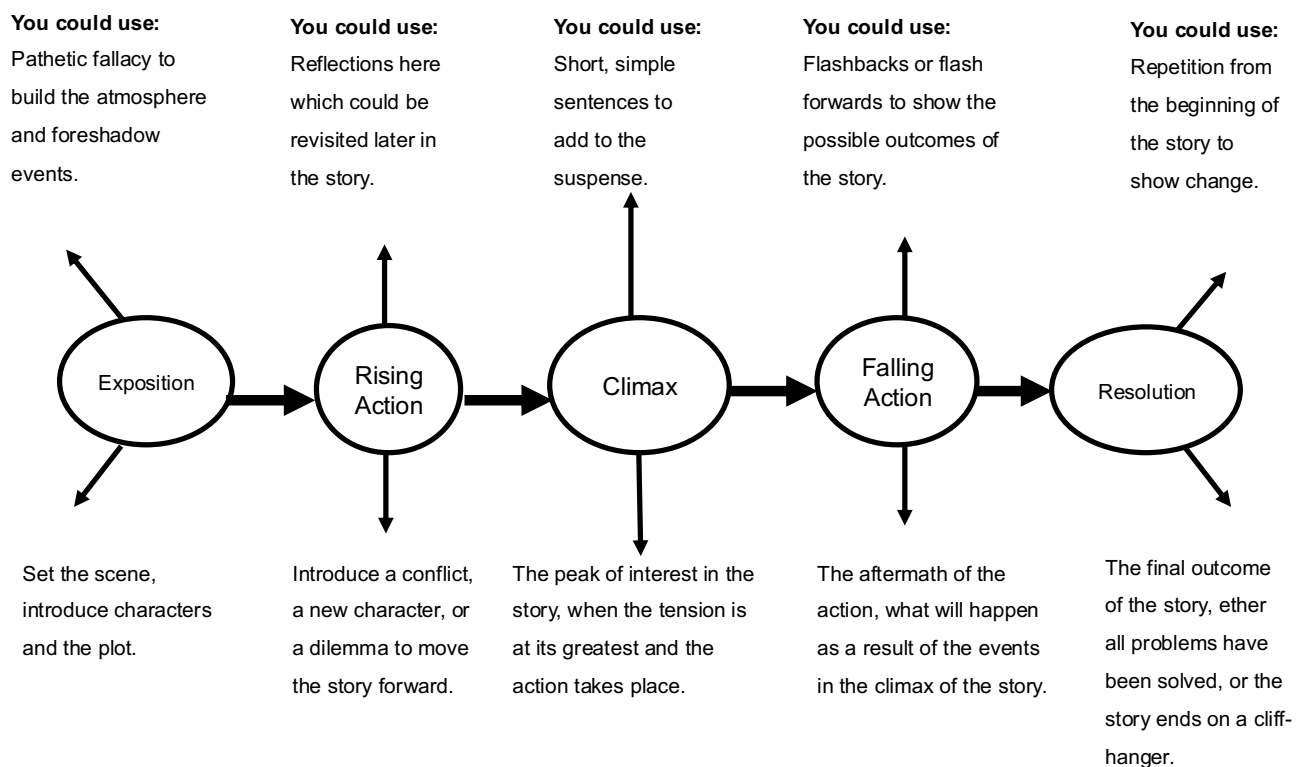 You could use:
Pathetic fallacy to
build the atmosphere
and foreshadow
events.
You could use:
Reflections here
which could be
revisited later in
the story.
You could use:
Short, simple
sentences to
add to the
suspense.
You could use:
Flashbacks or flash
forwards to show the
possible outcomes of
the story.
You could use:
Repetition from
the beginning of
the story to
show change.
Exposition
Rising
Action
Climax
Falling
Action
Resolution
Set the scene,
introduce characters
and the plot.
Introduce a conflict,
a new character, or
a dilemma to move
the story forward.
The peak of interest in the
story, when the tension is
at its greatest and the
action takes place.
The aftermath of the
action, what will happen
as a result of the events
in the climax of the story.
The final outcome
of the story, ether
all problems have
been solved, or the
story ends on a cliff-
hanger.